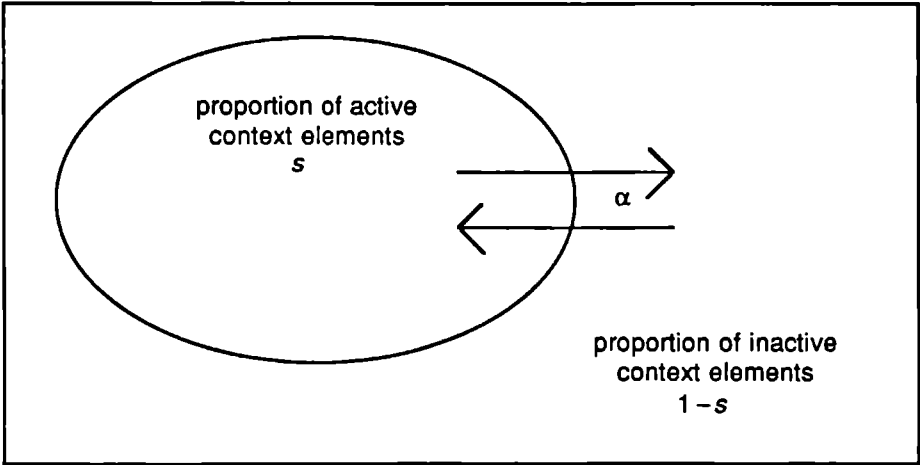 proportion of active
context elements
s
α
proportion of inactive
context elements
1 – s